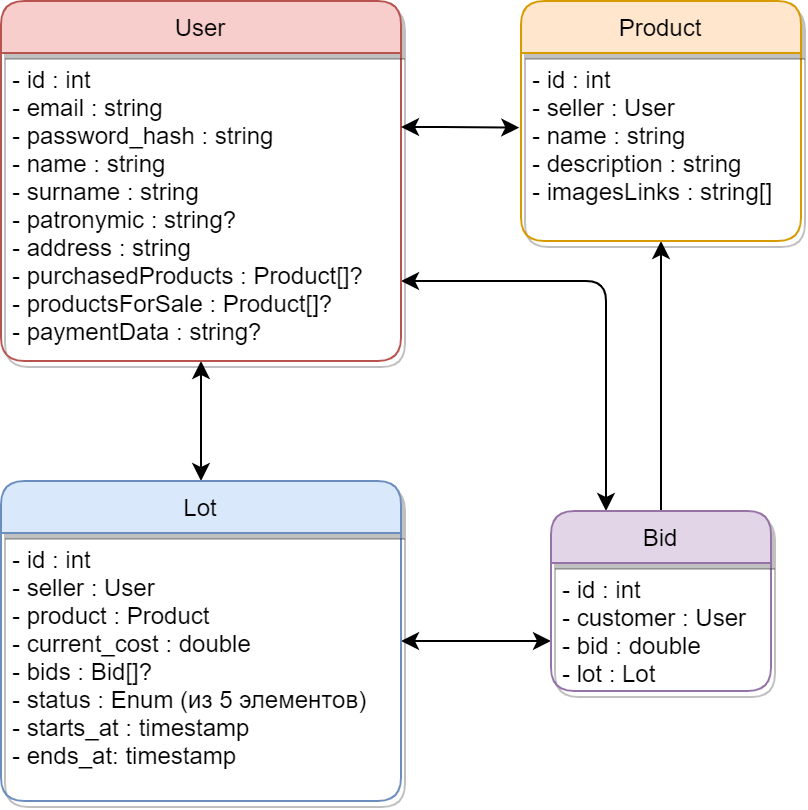 User
- id : int
- email : string
- password_hash : string
- name : string
- surname : string
- patronymic : string?
- address : string
- purchasedProducts : Product[]?
- productsForSale : Product[]?
- paymentData : string?
Product
- id : int
- seller : User
- name : string
- description : string
- imagesLinks : string[]
Lot
- id : int
- seller : User
- product : Product
- current_cost : double
- bids : Bid[]?
- status : Enum (из 5 элементов)
- starts_at : timestamp
- ends_at: timestamp
Bid
- id : int
- customer : User
- bid : double
- lot : Lot